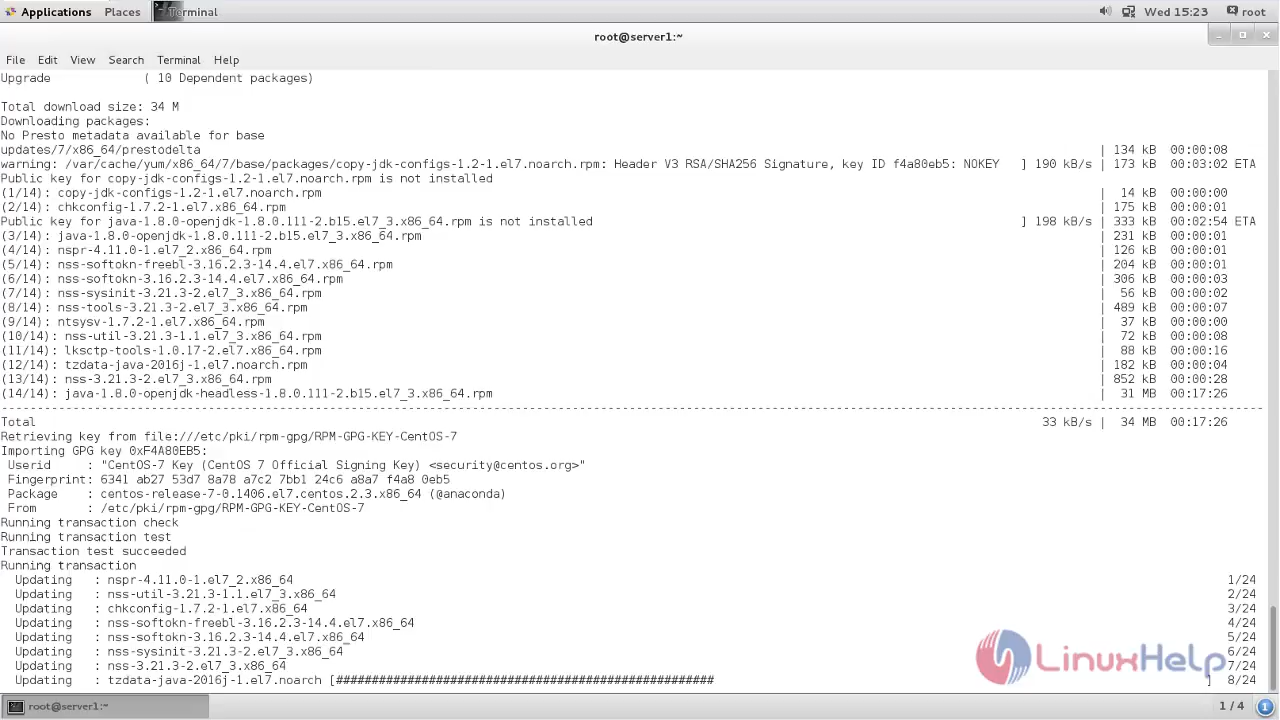 Applications Places Terminal Wed 15:23 root
root@server1:~
File Edit View Search Terminal Help
Upgrade ( 10 Dependent packages)
Total download size: 34 M
Downloading packages:
No Presto metadata available for base
updates/7/x86_64/prestodelta | 134 kB 00:00:08
warning: /var/cache/yum/x86_64/7/base/packages/copy-jdk-configs-1.2-1.el7.noarch.rpm: Header V3 RSA/SHA256 Signature, key ID f4a80eb5: NOKEY ] 190 kB/s | 173 kB 00:03:02 ETA
Public key for copy-jdk-configs-1.2-1.el7.noarch.rpm is not installed
(1/14): copy-jdk-configs-1.2-1.el7.noarch.rpm | 14 kB 00:00:00
(2/14): chkconfig-1.7.2-1.el7.x86_64.rpm | 175 kB 00:00:01
Public key for java-1.8.0-openjdk-1.8.0.111-2.b15.el7_3.x86_64.rpm is not installed ] 198 kB/s | 333 kB 00:02:54 ETA
(3/14): java-1.8.0-openjdk-1.8.0.111-2.b15.el7_3.x86_64.rpm | 231 kB 00:00:01
(4/14): nspr-4.11.0-1.el7_2.x86_64.rpm | 126 kB 00:00:01
(5/14): nss-softokn-freebl-3.16.2.3-14.4.el7.x86_64.rpm | 204 kB 00:00:01
(6/14): nss-softokn-3.16.2.3-14.4.el7.x86_64.rpm | 306 kB 00:00:03
(7/14): nss-sysinit-3.21.3-2.el7_3.x86_64.rpm | 56 kB 00:00:02
(8/14): nss-tools-3.21.3-2.el7_3.x86_64.rpm | 489 kB 00:00:07
(9/14): ntsysv-1.7.2-1.el7.x86_64.rpm | 37 kB 00:00:00
(10/14): nss-util-3.21.3-1.1.el7_3.x86_64.rpm | 72 kB 00:00:08
(11/14): lksctp-tools-1.0.17-2.el7.x86_64.rpm | 88 kB 00:00:16
(12/14): tzdata-java-2016j-1.el7.noarch.rpm | 182 kB 00:00:04
(13/14): nss-3.21.3-2.el7_3.x86_64.rpm | 852 kB 00:00:28
(14/14): java-1.8.0-openjdk-headless-1.8.0.111-2.b15.el7_3.x86_64.rpm | 31 MB 00:17:26
Total 33 kB/s | 34 MB 00:17:26
Retrieving key from file:///etc/pki/rpm-gpg/RPM-GPG-KEY-CentOS-7
Importing GPG key 0xF4A80EB5:
Userid : "CentOS-7 Key (CentOS 7 Official Signing Key) <security@centos.org>"
Fingerprint: 6341 ab27 53d7 8a78 a7c2 7bb1 24c6 a8a7 f4a8 0eb5
Package : centos-release-7-0.1406.el7.centos.2.3.x86_64 (@anaconda)
From : /etc/pki/rpm-gpg/RPM-GPG-KEY-CentOS-7
Running transaction check
Running transaction test
Transaction test succeeded
Running transaction
Updating : nspr-4.11.0-1.el7_2.x86_64 1/24
Updating : nss-util-3.21.3-1.1.el7_3.x86_64 2/24
Updating : chkconfig-1.7.2-1.el7.x86_64 3/24
Updating : nss-softokn-freebl-3.16.2.3-14.4.el7.x86_64 4/24
Updating : nss-softokn-3.16.2.3-14.4.el7.x86_64 5/24
Updating : nss-sysinit-3.21.3-2.el7_3.x86_64 6/24
Updating : nss-3.21.3-2.el7_3.x86_64 7/24
Updating : tzdata-java-2016j-1.el7.noarch [##################################################### ] 8/24
LinuxHelp
root@server1:~ 1 / 4 1